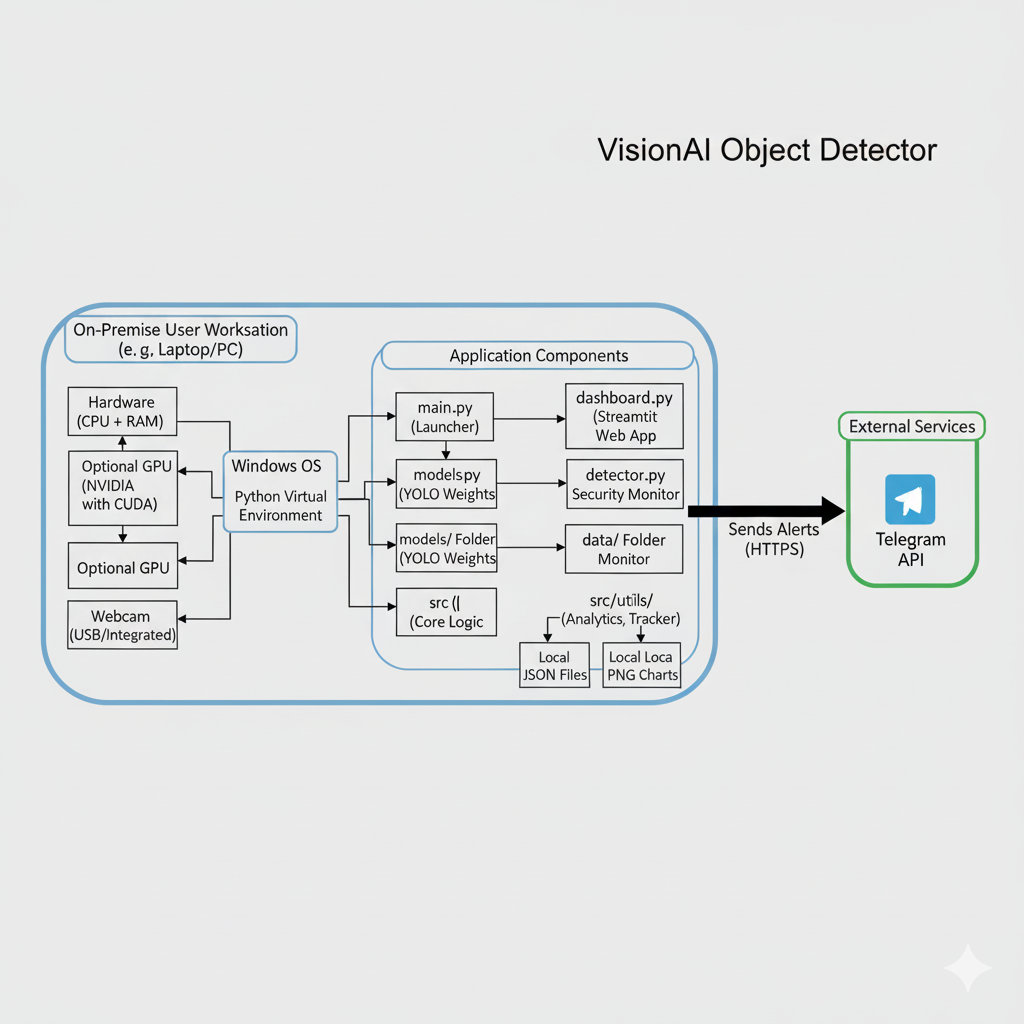 VisionAI Object Detector
On-Premise User Worksation
(e. g, Laptop/PC)
Hardware
(CPU + RAM)
Optional GPU
(NVIDIA
with CUDA)
Optional GPU
Webcam
(USB/Integrated)
Windows OS
Python Virtual
Environment
Application Components
main.py
(Launcher)
dashboard.py
(Streamtit
Web App
modelspy
(YOLO Weights
detector.py
Security Monitor
models/ Folder
(YOLO Weights
data/ Folder
Monitor
src (|
(Core Logic
src/utils/
(Analytics, Tracker)
Local
JSON Files
Local Loca
PNG Charts
Sends Alerts
(HTTPS)
External Services
Telegram
API